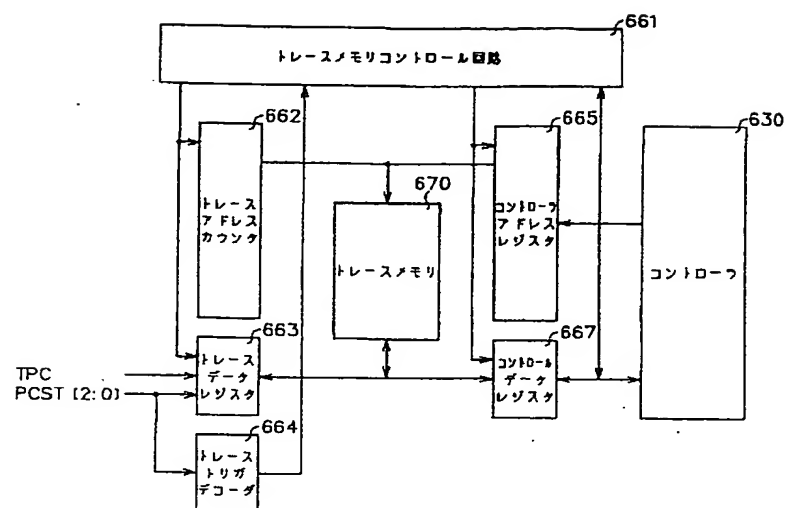 661
トレースメモリコントロール回路
662
トレース
アドレス
カウンタ
665
コントローラ
アドレス
レジスタ
630
コントローラ
670
トレースメモリ
663
トレース
データ
レジスタ
667
コントロール
データ
レジスタ
TPC
PCST [2:0]
664
トレース
トリガ
デコーダ